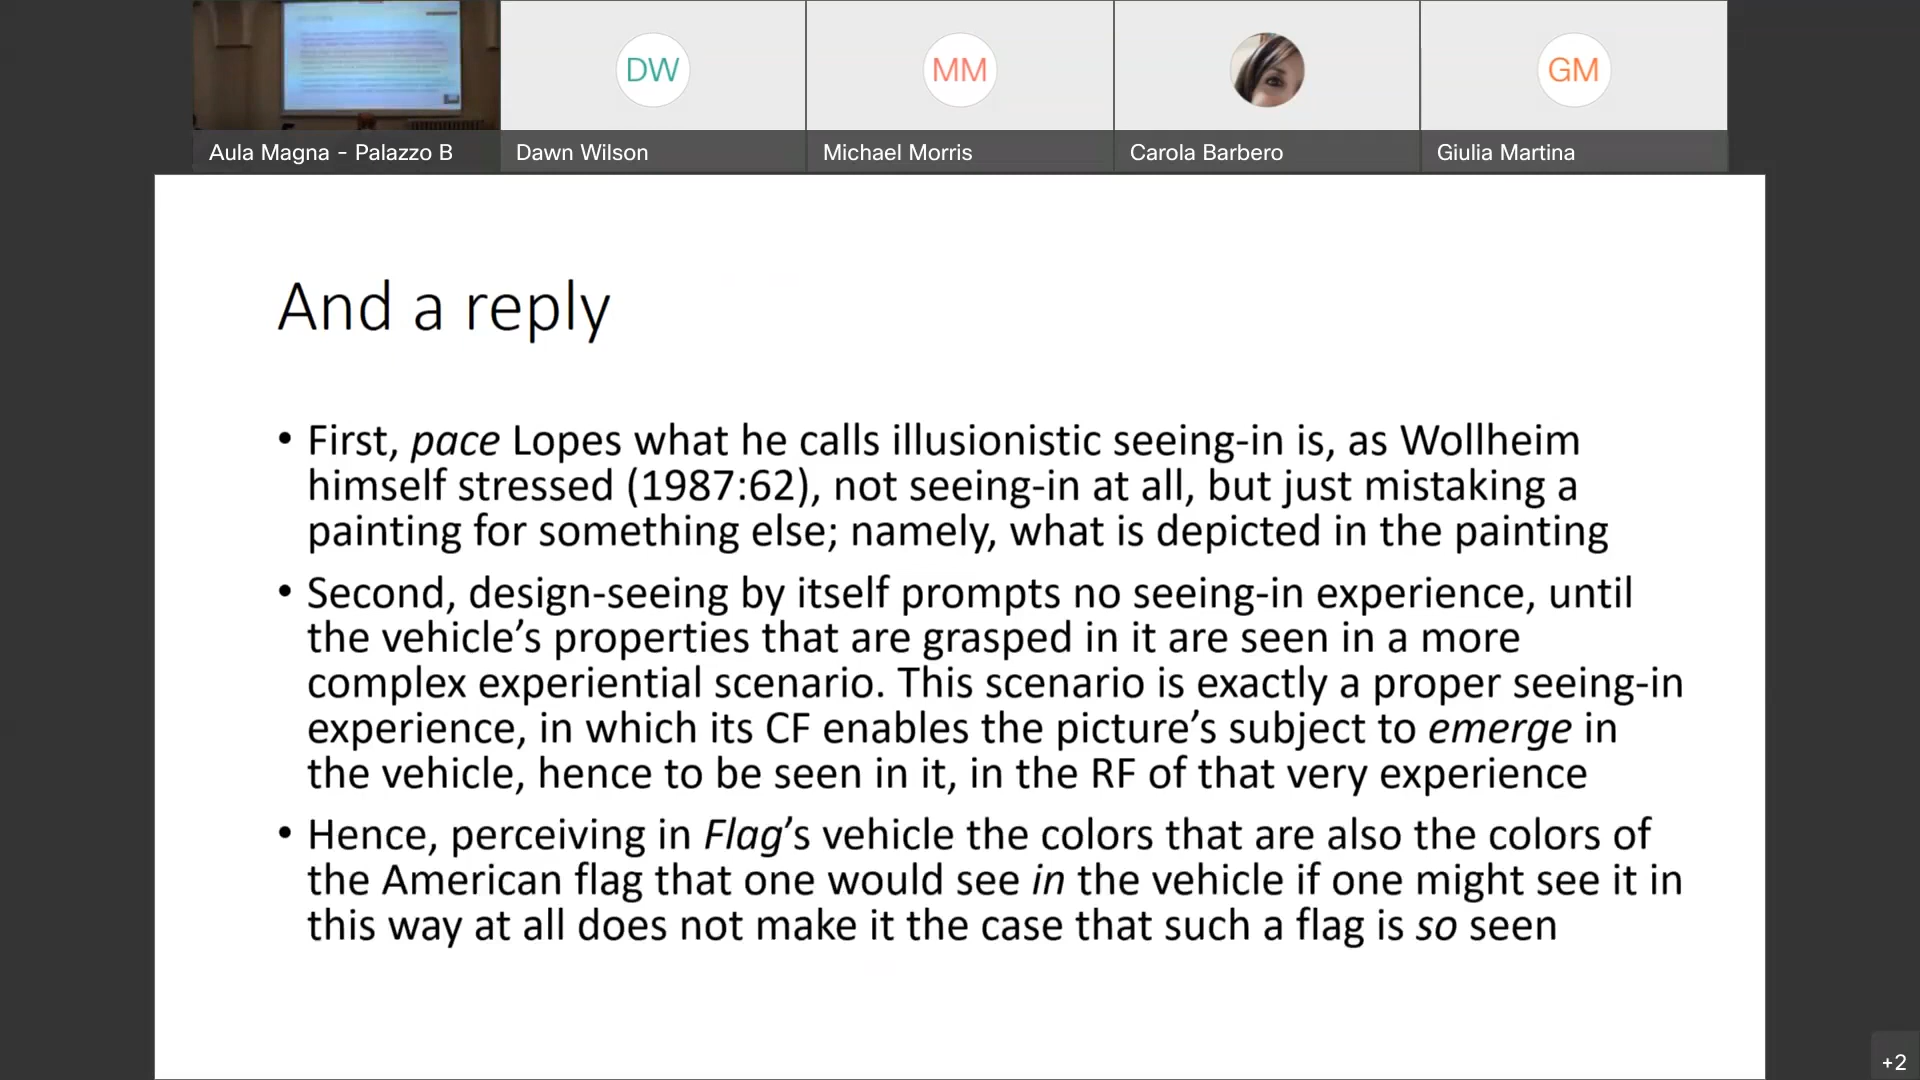 DW
MM
GM
Aula Magna - Palazzo B
Dawn Wilson
Michael Morris
Carola Barbero
Giulia Martina
And a reply
• First, pace Lopes what he calls illusionistic seeing-in is, as Wollheim
himself stressed (1987:62), not seeing-in at all, but just mistaking a
painting for something else; namely, what is depicted in the painting
• Second, design-seeing by itself prompts no seeing-in experience, until
the vehicle’s properties that are grasped in it are seen in a more
complex experiential scenario. This scenario is exactly a proper seeing-in
experience, in which its CF enables the picture’s subject to emerge in
the vehicle, hence to be seen in it, in the RF of that very experience
• Hence, perceiving in Flag’s vehicle the colors that are also the colors of
the American flag that one would see in the vehicle if one might see it in
this way at all does not make it the case that such a flag is so seen
+2